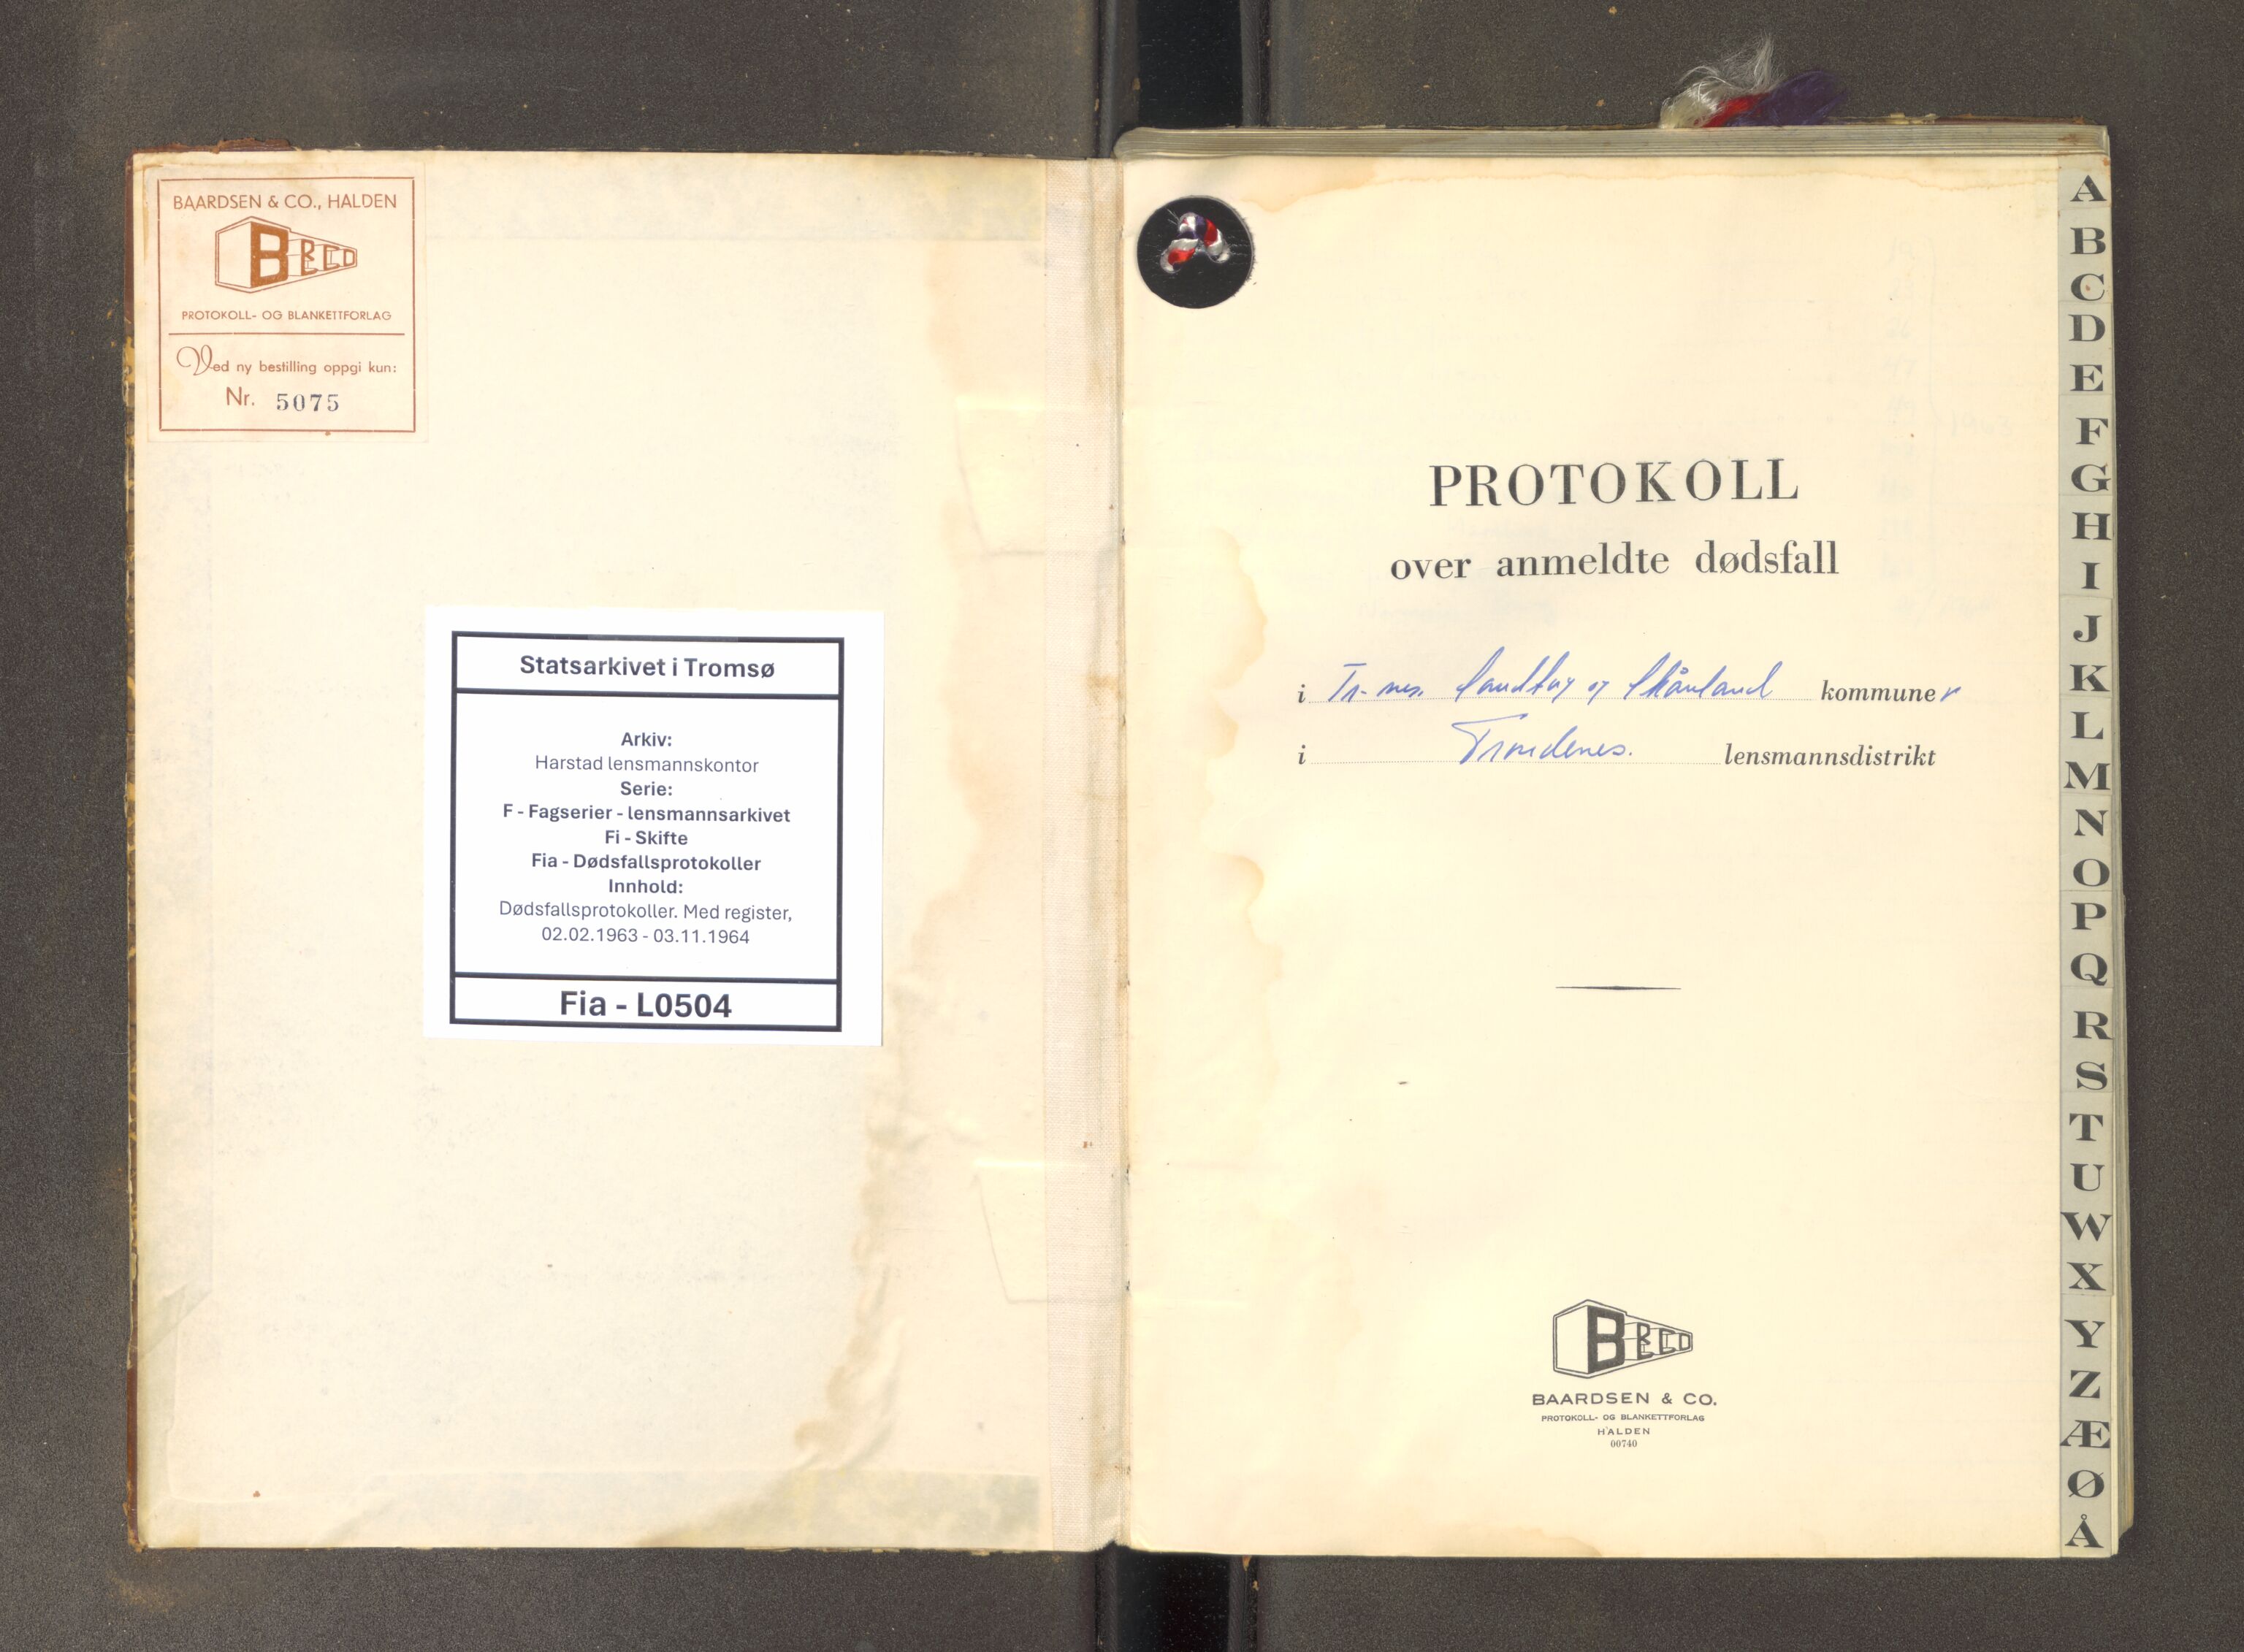 BAARDSEN & CO., HALDEN
BBECO
PROTOKOLL- OG BLANKETTFORLAG
Ved ny bestilling oppgi kun:
Nr. 5075
Statsarkivet i Tromsø
Arkiv:
Harstad lensmannskontor
Serie:
F - Fagserier - lensmannsarkivet
Fi - Skifte
Fia - Dødsfallsprotokoller
Innhold:
Dødsfallsprotokoller. Med register,
02.02.1963 - 03.11.1964
Fia - L0504
PROTOKOLL
over anmeldte dødsfall
i Tr.nes. Sandtorg og Skånland kommuner
i Trondenes. lensmannsdistrikt
BBECO
BAARDSEN & CO.
PROTOKOLL- OG BLANKETTFORLAG
HALDEN
00740
A
B
C
D
E
F
G
H
I
J
K
L
M
N
O
P
Q
R
S
T
U
W
X
Y
Z
Æ
Ø
Å